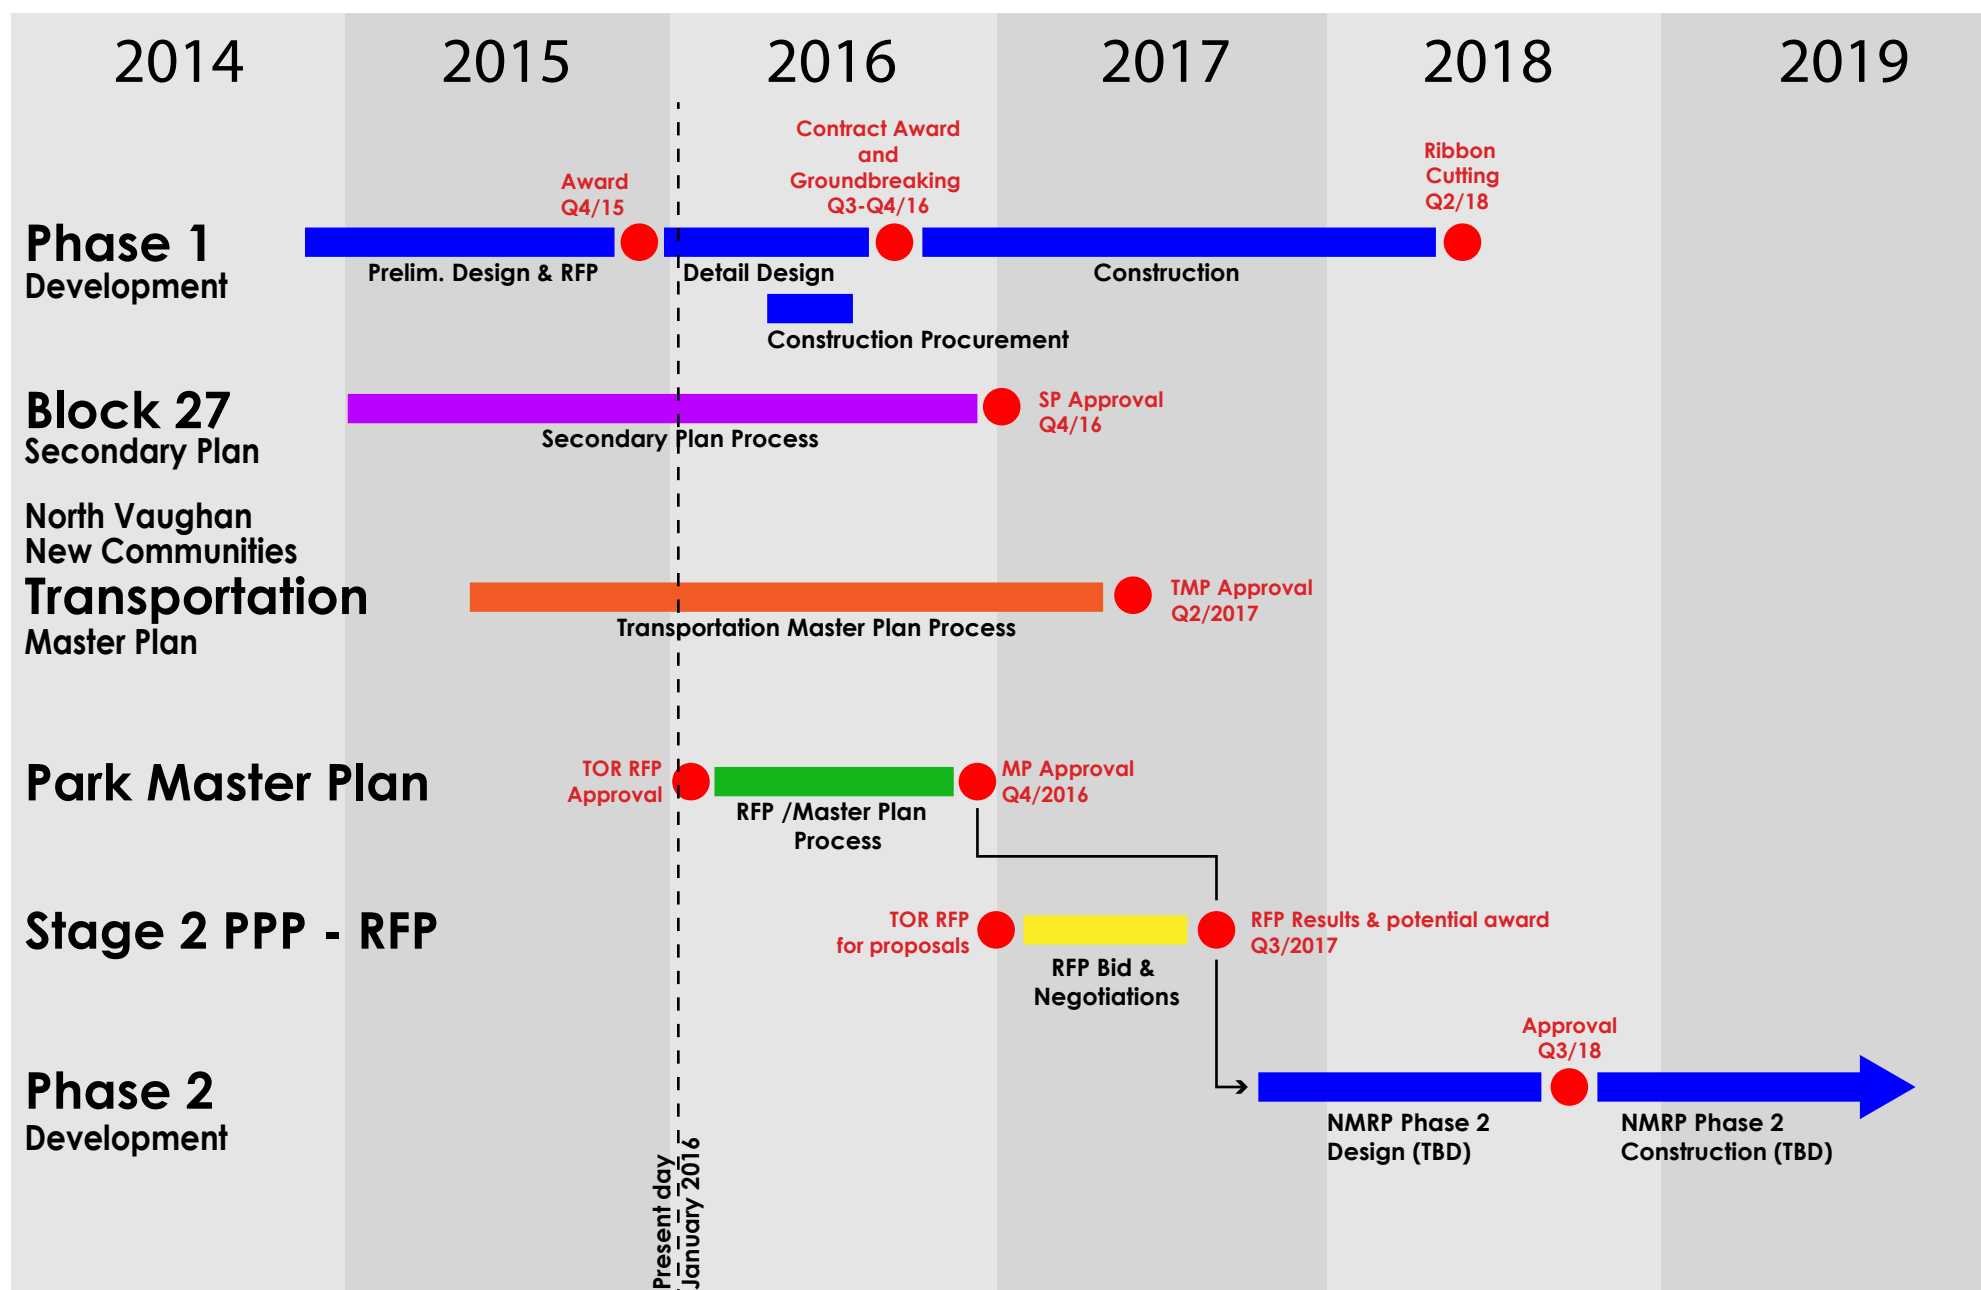 2014 2015 2016 2017 2018 2019
Contract Award
and
Groundbreaking
Q3-Q4/16
Award
Q4/15
Ribbon
Cutting
Q2/18
Phase 1
Development
Prelim. Design & RFP
Detail Design
Construction
Construction Procurement
Block 27
Secondary Plan
Secondary Plan Process
SP Approval
Q4/16
North Vaughan
New Communities
Transportation
Master Plan
Transportation Master Plan Process
TMP Approval
Q2/2017
Park Master Plan
TOR RFP
Approval
RFP /Master Plan
Process
MP Approval
Q4/2016
Stage 2 PPP - RFP
TOR RFP
for proposals
RFP Bid &
Negotiations
RFP Results & potential award
Q3/2017
Phase 2
Development
Approval
Q3/18
NMRP Phase 2
Design (TBD)
NMRP Phase 2
Construction (TBD)
Present day
January 2016